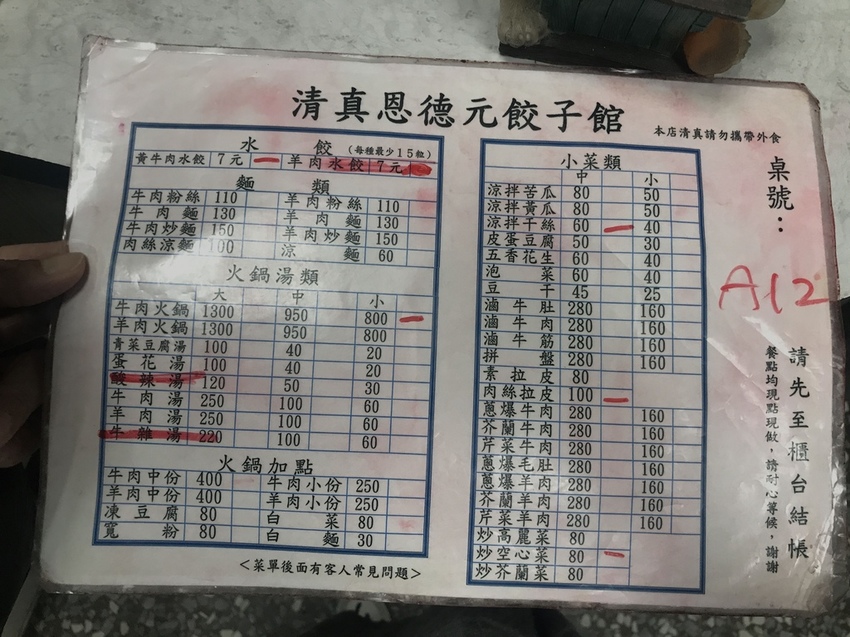 清真恩德元餃子館
本店清真請勿攜帶外食
水餃 (每種最少15粒)
黃牛肉水餃 7元 羊肉水餃 7元
麵類
牛肉粉絲 110 羊肉粉絲 110
牛肉麵 130 羊肉麵 130
牛肉炒麵 150 羊肉炒麵 150
肉絲涼麵 100 涼麵 60
火鍋湯類
大 中 小
牛肉火鍋 1300 950 800
羊肉火鍋 1300 950 800
青菜豆腐湯 100 40 20
蛋花湯 100 40 20
酸辣湯 120 50 30
牛肉湯 250 100 60
羊肉湯 250 100 60
牛雜湯 220 100 60
火鍋加點
牛肉中份 400 牛肉小份 250
羊肉中份 400 羊肉小份 250
凍豆腐 80 白菜 80
寬粉 80 白麵 30
<菜單後面有客人常見問題>
小菜類
中 小
涼拌苦瓜 80 50
涼拌黃瓜 80 50
涼拌干絲 60 40
皮蛋豆腐 50 30
五香花生 60 40
泡菜 60 40
豆干 45 25
滷牛肚 280 160
滷牛肉 280 160
滷牛筋 280 160
拼盤 280 160
素拉皮 80
肉絲拉皮 100
蔥爆牛肉 280 160
芥蘭牛肉 280 160
芹菜牛肉 280 160
蔥爆毛肚 280 160
蔥爆羊肉 280 160
芥蘭羊肉 280 160
芹菜羊肉 280 160
炒高麗菜 80
炒空心菜 80
炒芥蘭菜 80
桌號：
A12
請先至櫃台結帳
餐點均現點現做，請耐心等候，謝謝